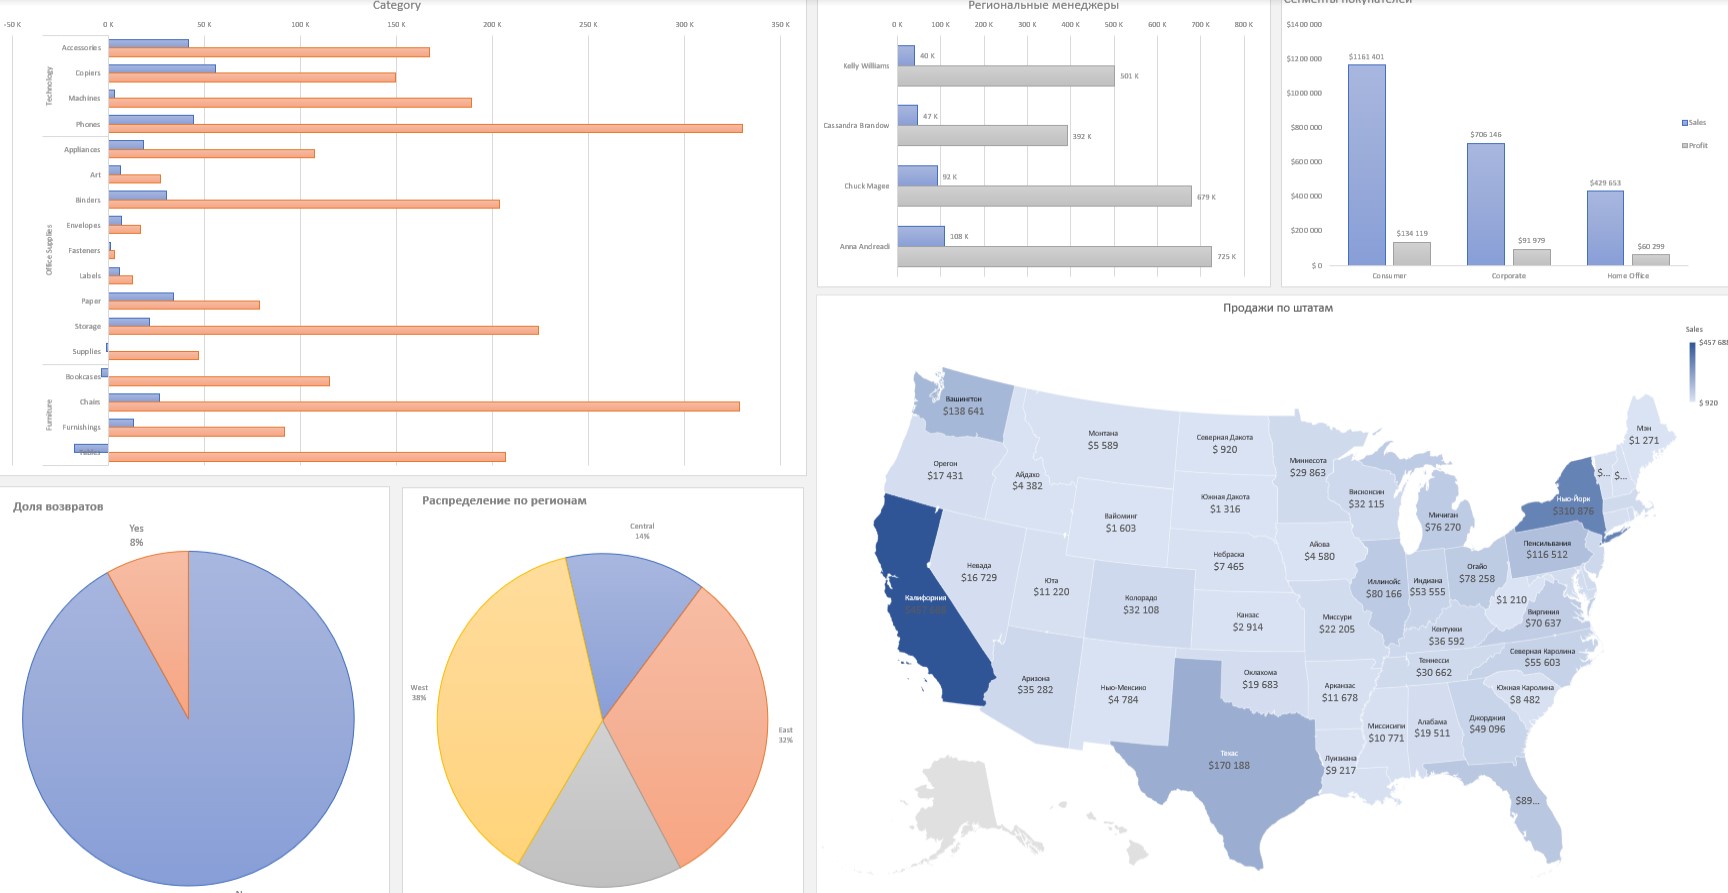 Category
-50 K 0 K 50 K 100 K 150 K 200 K 250 K 300 K 350 K
Technology
Accessories
Copiers
Machines
Phones
Office Supplies
Appliances
Art
Binders
Envelopes
Fasteners
Labels
Paper
Storage
Supplies
Furniture
Bookcases
Chairs
Furnishings
Tables
Региональные менеджеры
0 K 100 K 200 K 300 K 400 K 500 K 600 K 700 K 800 K
Kelly Williams
40 K
501 K
Cassandra Brandow
47 K
392 K
Chuck Magee
92 K
679 K
Anna Andreadi
108 K
725 K
Сегменты покупателей
$1400 000
$1200 000
$1000 000
$800 000
$600 000
$400 000
$200 000
$ 0
$1161 401
$134 119
$706 146
$91 979
$429 653
$60 299
Consumer
Corporate
Home Office
Sales
Profit
Доля возвратов
Yes
8%
Распределение по регионам
Central
14%
West
38%
East
32%
Продажи по штатам
Sales
$457 688
$ 920
Вашингтон
$138 641
Монтана
$5 589
Северная Дакота
$ 920
Мэн
$1 271
Орегон
$17 431
Айдахо
$4 382
Миннесота
$29 863
$...
$...
Висконсин
$32 115
Южная Дакота
$1 316
Нью-Йорк
$310 876
Вайоминг
$1 603
Мичиган
$76 270
Айова
$4 580
Пенсильвания
$116 512
Небраска
$7 465
Невада
$16 729
Юта
$11 220
Огайо
$78 258
Иллинойс
$80 166
Индиана
$53 555
Калифорния
Колорадо
$32 108
$1 210
Виргиния
$70 637
Канзас
$2 914
Миссури
$22 205
Кентукки
$36 592
Северная Каролина
$55 603
Теннесси
$30 662
Аризона
$35 282
Нью-Мексико
$4 784
Оклахома
$19 683
Арканзас
$11 678
Южная Каролина
$8 482
Миссисипи
$10 771
Алабама
$19 511
Джорджия
$49 096
Техас
$170 188
Луизиана
$9 217
$89...